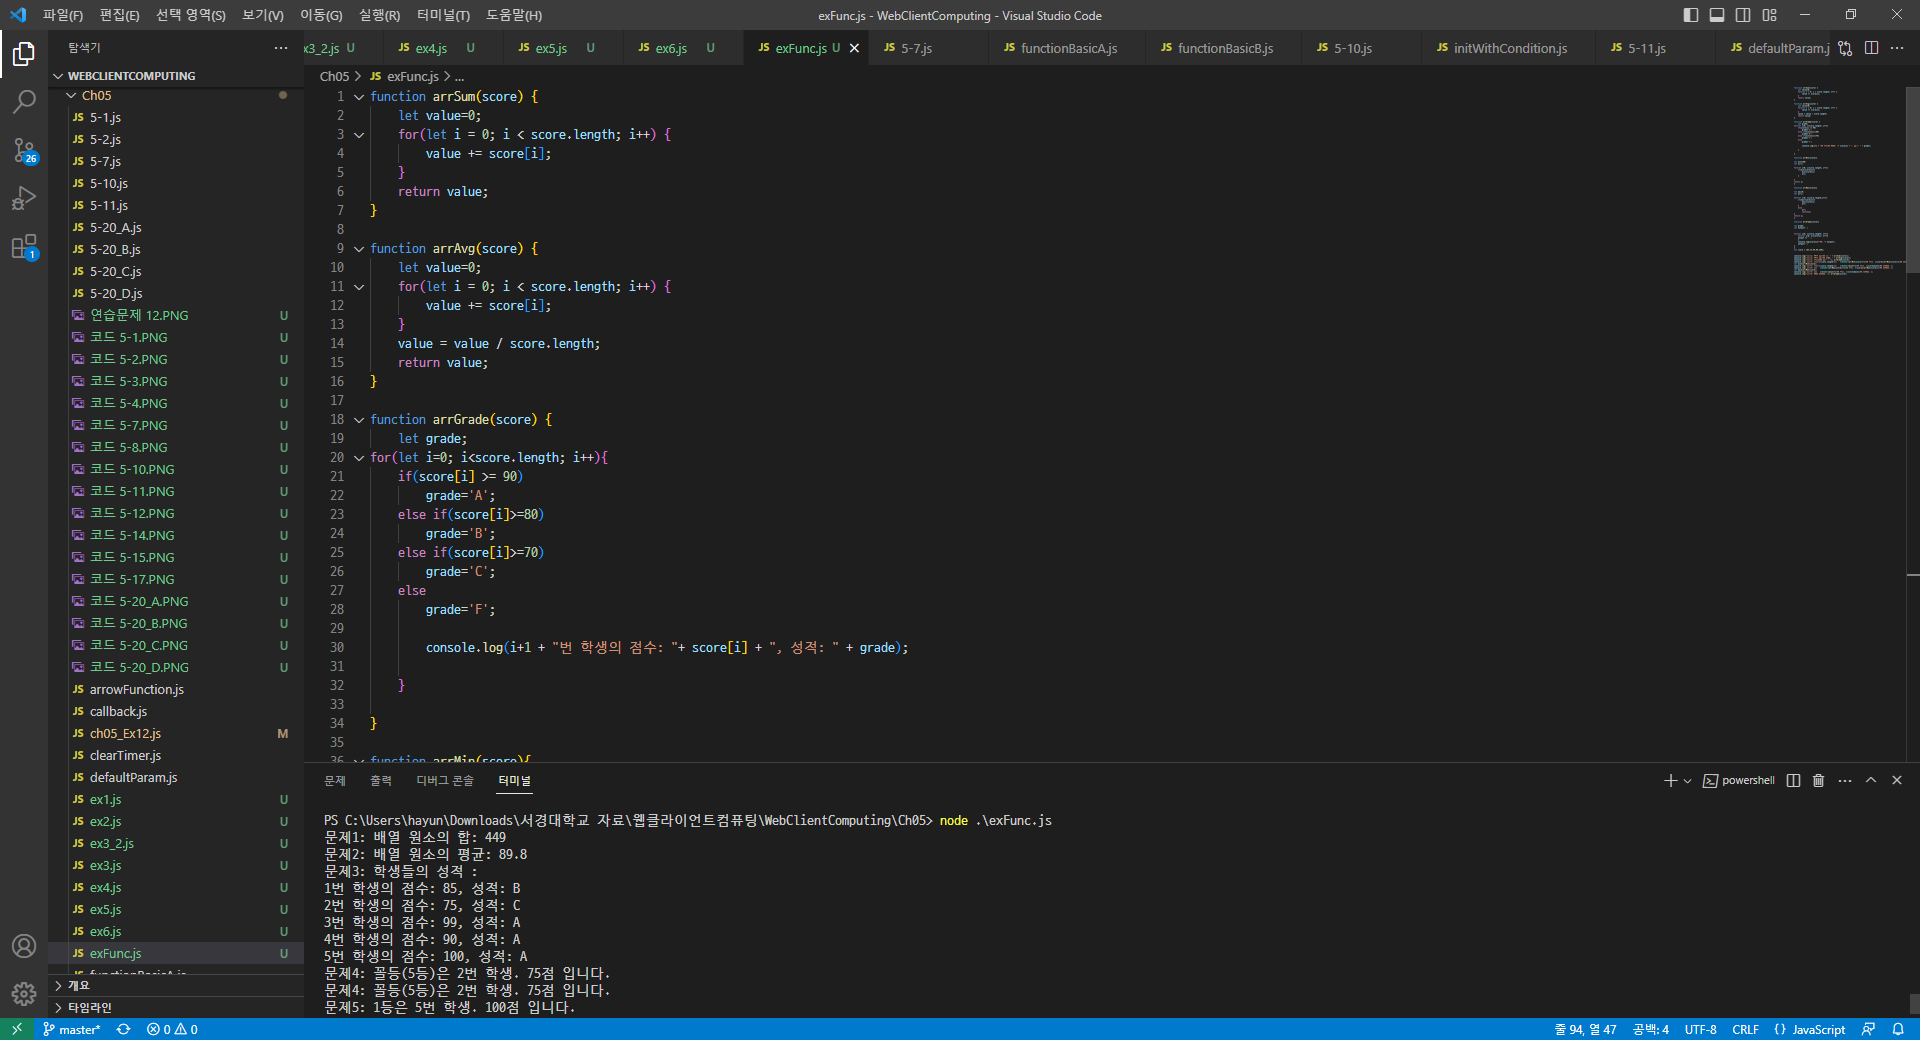 파일(F) 편집(E) 선택 영역(S) 보기(V) 이동(G) 실행(R) 터미널(T) 도움말(H)
exFunc.js - WebClientComputing - Visual Studio Code
탐색기
x3_2.js U
JS ex4.js U
JS ex5.js U
JS ex6.js U
JS exFunc.js U
JS 5-7.js
JS functionBasicA.js
JS functionBasicB.js
JS 5-10.js
JS initWithCondition.js
JS 5-11.js
JS defaultParam.j
WEBCLIENTCOMPUTING
Ch05
JS 5-1.js
JS 5-2.js
JS 5-7.js
JS 5-10.js
JS 5-11.js
JS 5-20_A.js
JS 5-20_B.js
JS 5-20_C.js
JS 5-20_D.js
연습문제 12.PNG U
코드 5-1.PNG U
코드 5-2.PNG U
코드 5-3.PNG U
코드 5-4.PNG U
코드 5-7.PNG U
코드 5-8.PNG U
코드 5-10.PNG U
코드 5-11.PNG U
코드 5-12.PNG U
코드 5-14.PNG U
코드 5-15.PNG U
코드 5-17.PNG U
코드 5-20_A.PNG U
코드 5-20_B.PNG U
코드 5-20_C.PNG U
코드 5-20_D.PNG U
JS arrowFunction.js
JS callback.js
JS ch05_Ex12.js M
JS clearTimer.js
JS defaultParam.js
JS ex1.js U
JS ex2.js U
JS ex3_2.js U
JS ex3.js U
JS ex4.js U
JS ex5.js U
JS ex6.js U
JS exFunc.js U
JS functionBasicA.js
개요
타임라인
26
1
Ch05 > JS exFunc.js > ...
1 function arrSum(score) {
2 let value=0;
3 for(let i = 0; i < score.length; i++) {
4 value += score[i];
5 }
6 return value;
7 }
8
9 function arrAvg(score) {
10 let value=0;
11 for(let i = 0; i < score.length; i++) {
12 value += score[i];
13 }
14 value = value / score.length;
15 return value;
16 }
17
18 function arrGrade(score) {
19 let grade;
20 for(let i=0; i<score.length; i++){
21 if(score[i] >= 90)
22 grade='A';
23 else if(score[i]>=80)
24 grade='B';
25 else if(score[i]>=70)
26 grade='C';
27 else
28 grade='F';
29
30 console.log(i+1 + "번 학생의 점수: "+ score[i] + ", 성적: " + grade);
31
32 }
33
34 }
35
36 function arrMin(score){
문제 출력 디버그 콘솔 터미널
powershell
PS C:\Users\hayun\Downloads\서경대학교 자료\웹클라이언트컴퓨팅\WebClientComputing\Ch05> node .\exFunc.js
문제1: 배열 원소의 합: 449
문제2: 배열 원소의 평균: 89.8
문제3: 학생들의 성적 :
1번 학생의 점수: 85, 성적: B
2번 학생의 점수: 75, 성적: C
3번 학생의 점수: 99, 성적: A
4번 학생의 점수: 90, 성적: A
5번 학생의 점수: 100, 성적: A
문제4: 꼴등(5등)은 2번 학생. 75점 입니다.
문제4: 꼴등(5등)은 2번 학생. 75점 입니다.
문제5: 1등은 5번 학생. 100점 입니다.
master* 0 0
줄 94, 열 47 공백: 4 UTF-8 CRLF {} JavaScript